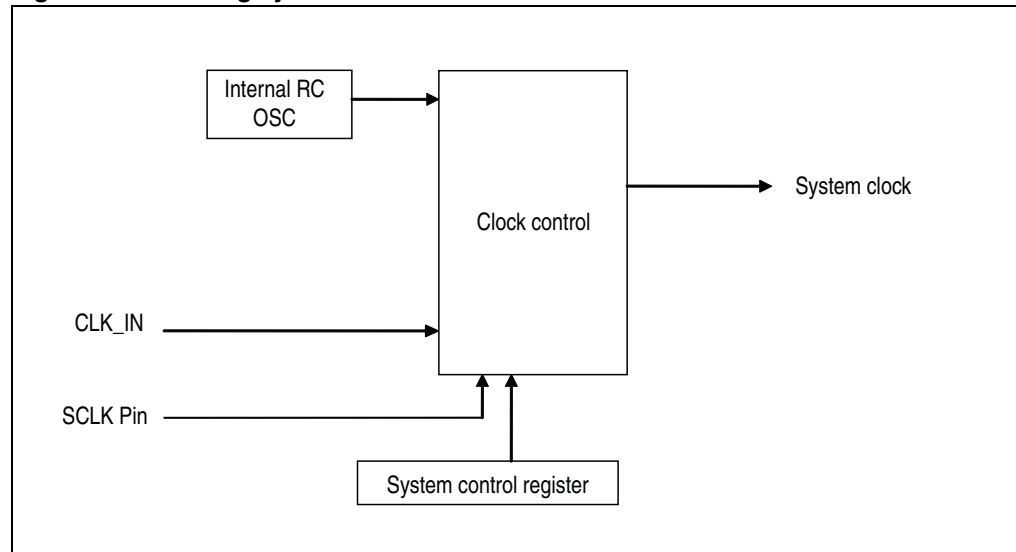 Internal RC
OSC
System clock
Clock control
CLK_IN
SCLK Pin
System control register